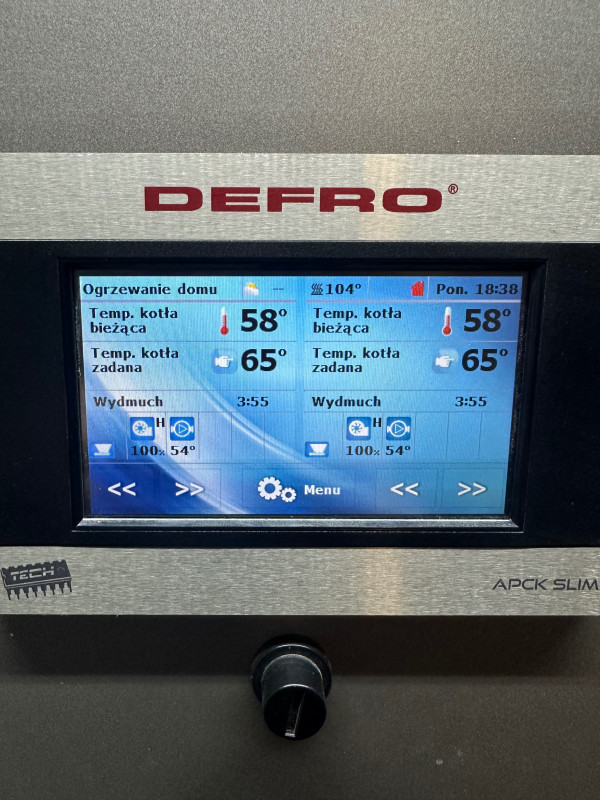 DEFRO®
Ogrzewanie domu -- 104° Pon. 18:38
Temp. kotła bieżąca 58° Temp. kotła bieżąca 58°
Temp. kotła zadana 65° Temp. kotła zadana 65°
Wydmuch 3:55 Wydmuch 3:55
H H
100% 54° 100% 54°
<< >> Menu << >>
TECH APCK SLIM